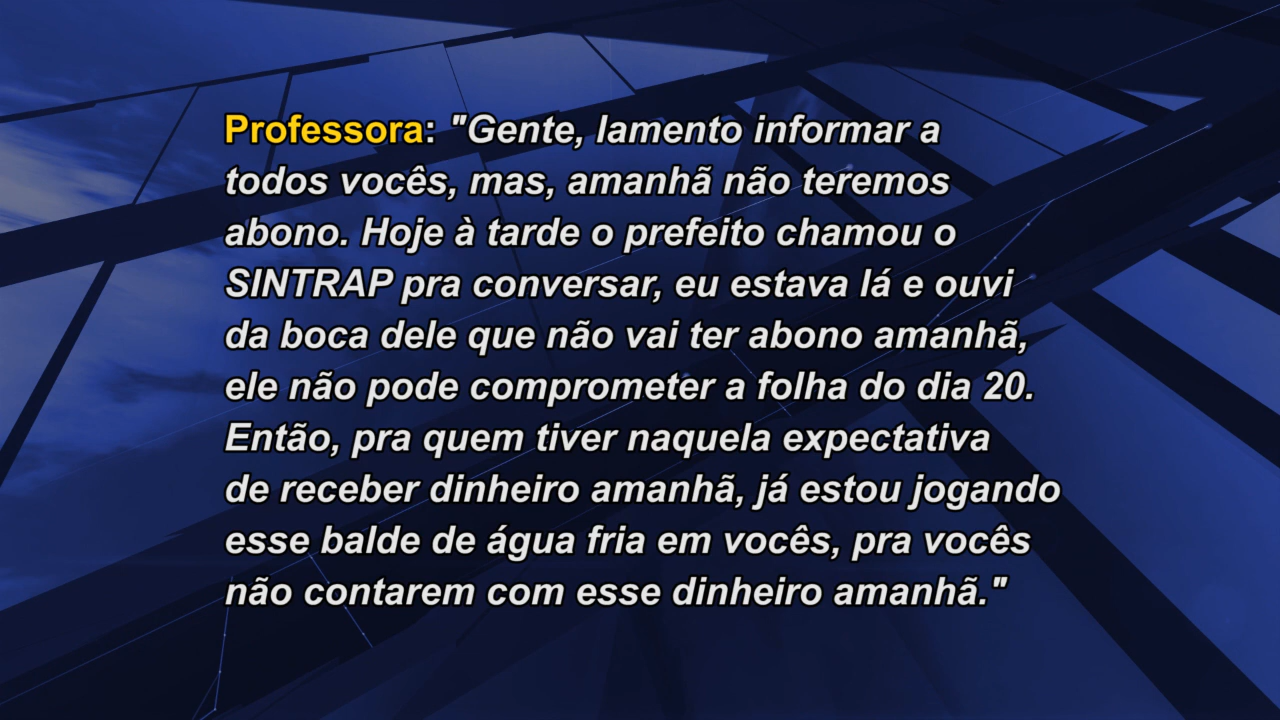 Professora: "Gente, lamento informar a
todos vocês, mas, amanhã não teremos
abono. Hoje à tarde o prefeito chamou o
SINTRAP pra conversar, eu estava lá e ouvi
da boca dele que não vai ter abono amanhã,
ele não pode comprometer a folha do dia 20.
Então, pra quem tiver naquela expectativa
de receber dinheiro amanhã, já estou jogando
esse balde de água fria em vocês, pra vocês
não contarem com esse dinheiro amanhã."